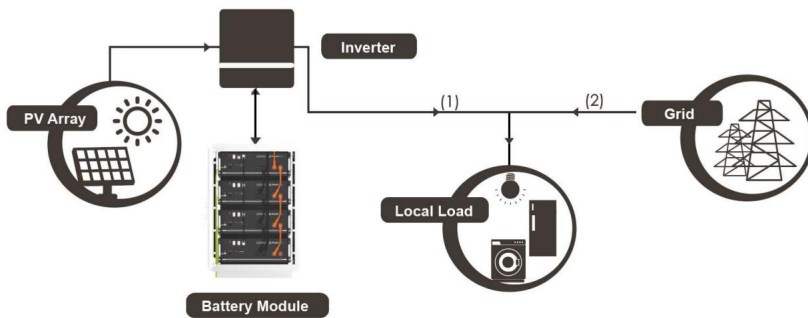 Inverter
PV Array
(1)
(2)
Grid
Local Load
Battery Module